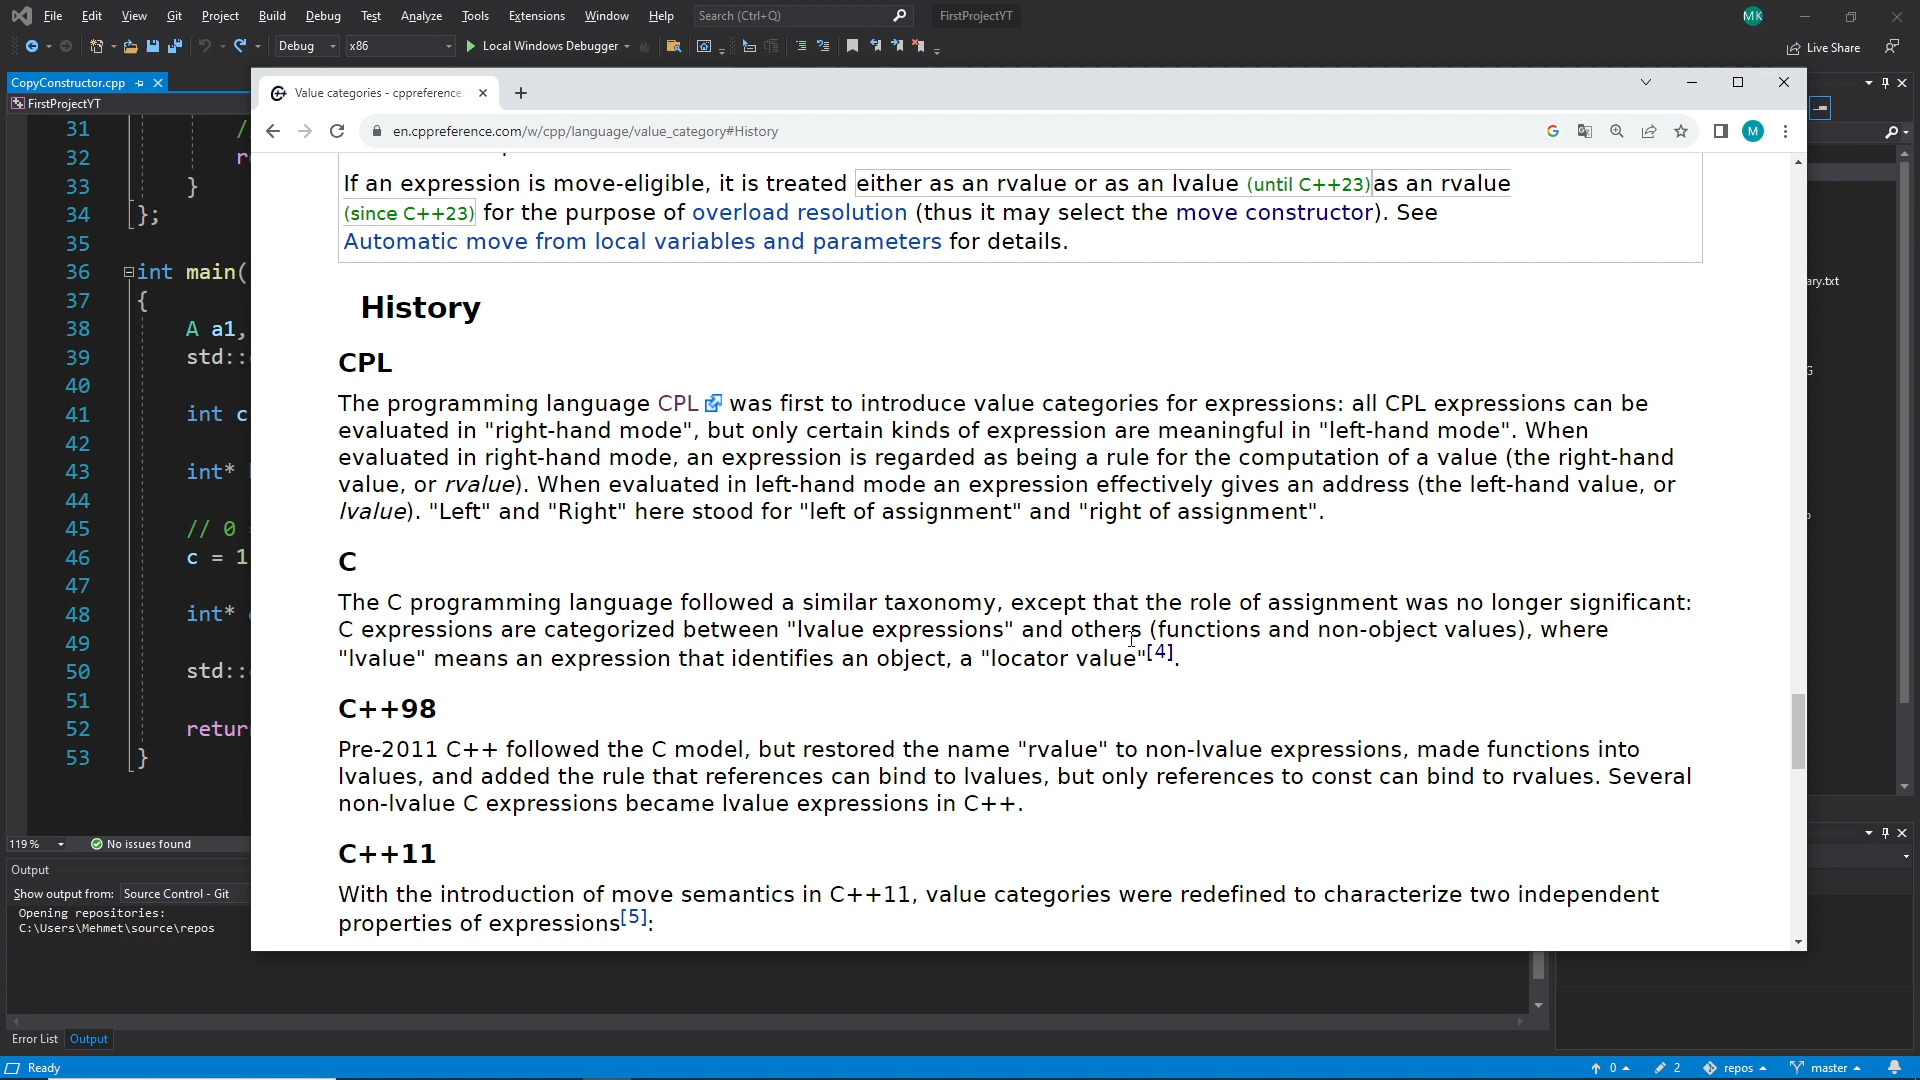 File Edit View Git Project Build Debug Test Analyze Tools Extensions Window Help Search (Ctrl+Q) FirstProjectYT MK
Debug x86 Local Windows Debugger Live Share
CopyConstructor.cpp
FirstProjectYT
Value categories - cppreference.
en.cppreference.com/w/cpp/language/value_category#History M
31 //
32 r
33 }
34 };
35
36 int main(
37 {
38 A a1,
39 std::
40
41 int c
42
43 int*
44
45 // 0
46 c = 1
47
48 int*
49
50 std::
51
52 retur
53 }
119 % No issues found
Output
Show output from: Source Control - Git
Opening repositories:
C:\Users\Mehmet\source\repos
If an expression is move-eligible, it is treated either as an rvalue or as an lvalue (until C++23) as an rvalue
(since C++23) for the purpose of overload resolution (thus it may select the move constructor). See
Automatic move from local variables and parameters for details.
History
CPL
The programming language CPL was first to introduce value categories for expressions: all CPL expressions can be
evaluated in "right-hand mode", but only certain kinds of expression are meaningful in "left-hand mode". When
evaluated in right-hand mode, an expression is regarded as being a rule for the computation of a value (the right-hand
value, or rvalue). When evaluated in left-hand mode an expression effectively gives an address (the left-hand value, or
lvalue). "Left" and "Right" here stood for "left of assignment" and "right of assignment".
C
The C programming language followed a similar taxonomy, except that the role of assignment was no longer significant:
C expressions are categorized between "lvalue expressions" and others (functions and non-object values), where
"lvalue" means an expression that identifies an object, a "locator value"[4].
C++98
Pre-2011 C++ followed the C model, but restored the name "rvalue" to non-lvalue expressions, made functions into
lvalues, and added the rule that references can bind to lvalues, but only references to const can bind to rvalues. Several
non-lvalue C expressions became lvalue expressions in C++.
C++11
With the introduction of move semantics in C++11, value categories were redefined to characterize two independent
properties of expressions[5]:
ary.txt
Error List Output
Ready 0 2 repos master